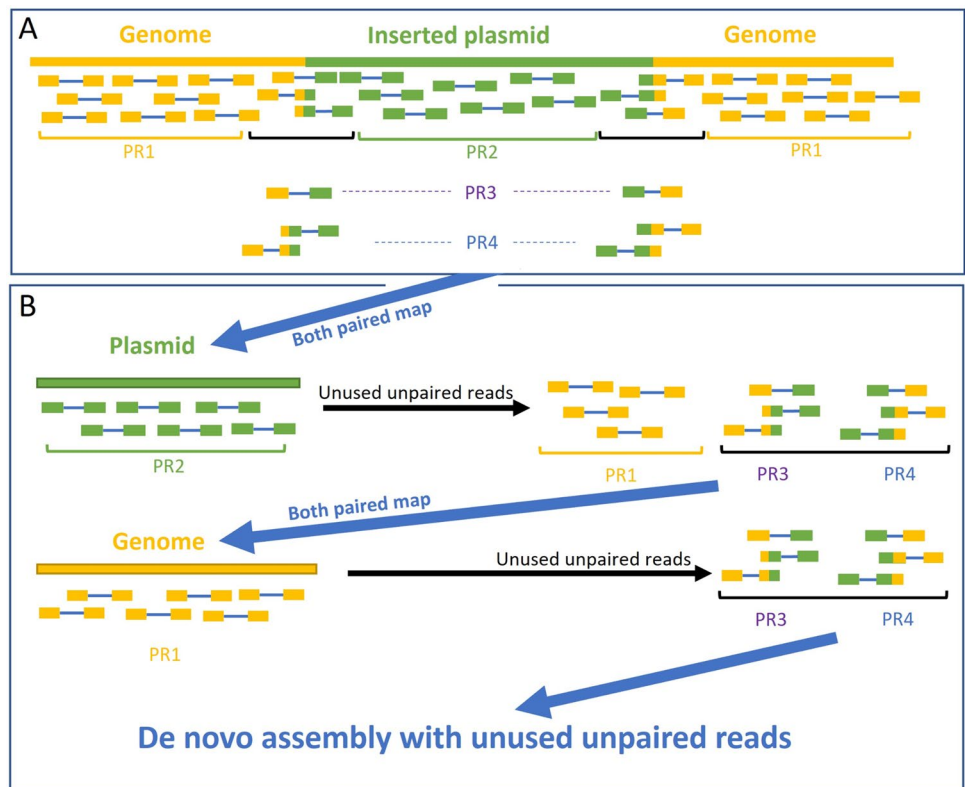 A
Genome
Inserted plasmid
Genome
PR1
PR2
PR1
PR3
PR4
B
Both paired map
Plasmid
Unused unpaired reads
PR2
PR1
PR3
PR4
Both paired map
Genome
Unused unpaired reads
PR1
PR3
PR4
De novo assembly with unused unpaired reads